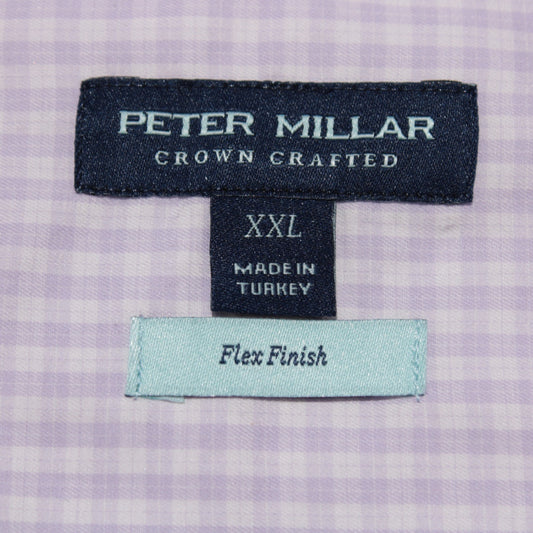 PETER MILLAR
CROWN CRAFTED
XXL
MADE IN
TURKEY
Flex Finish